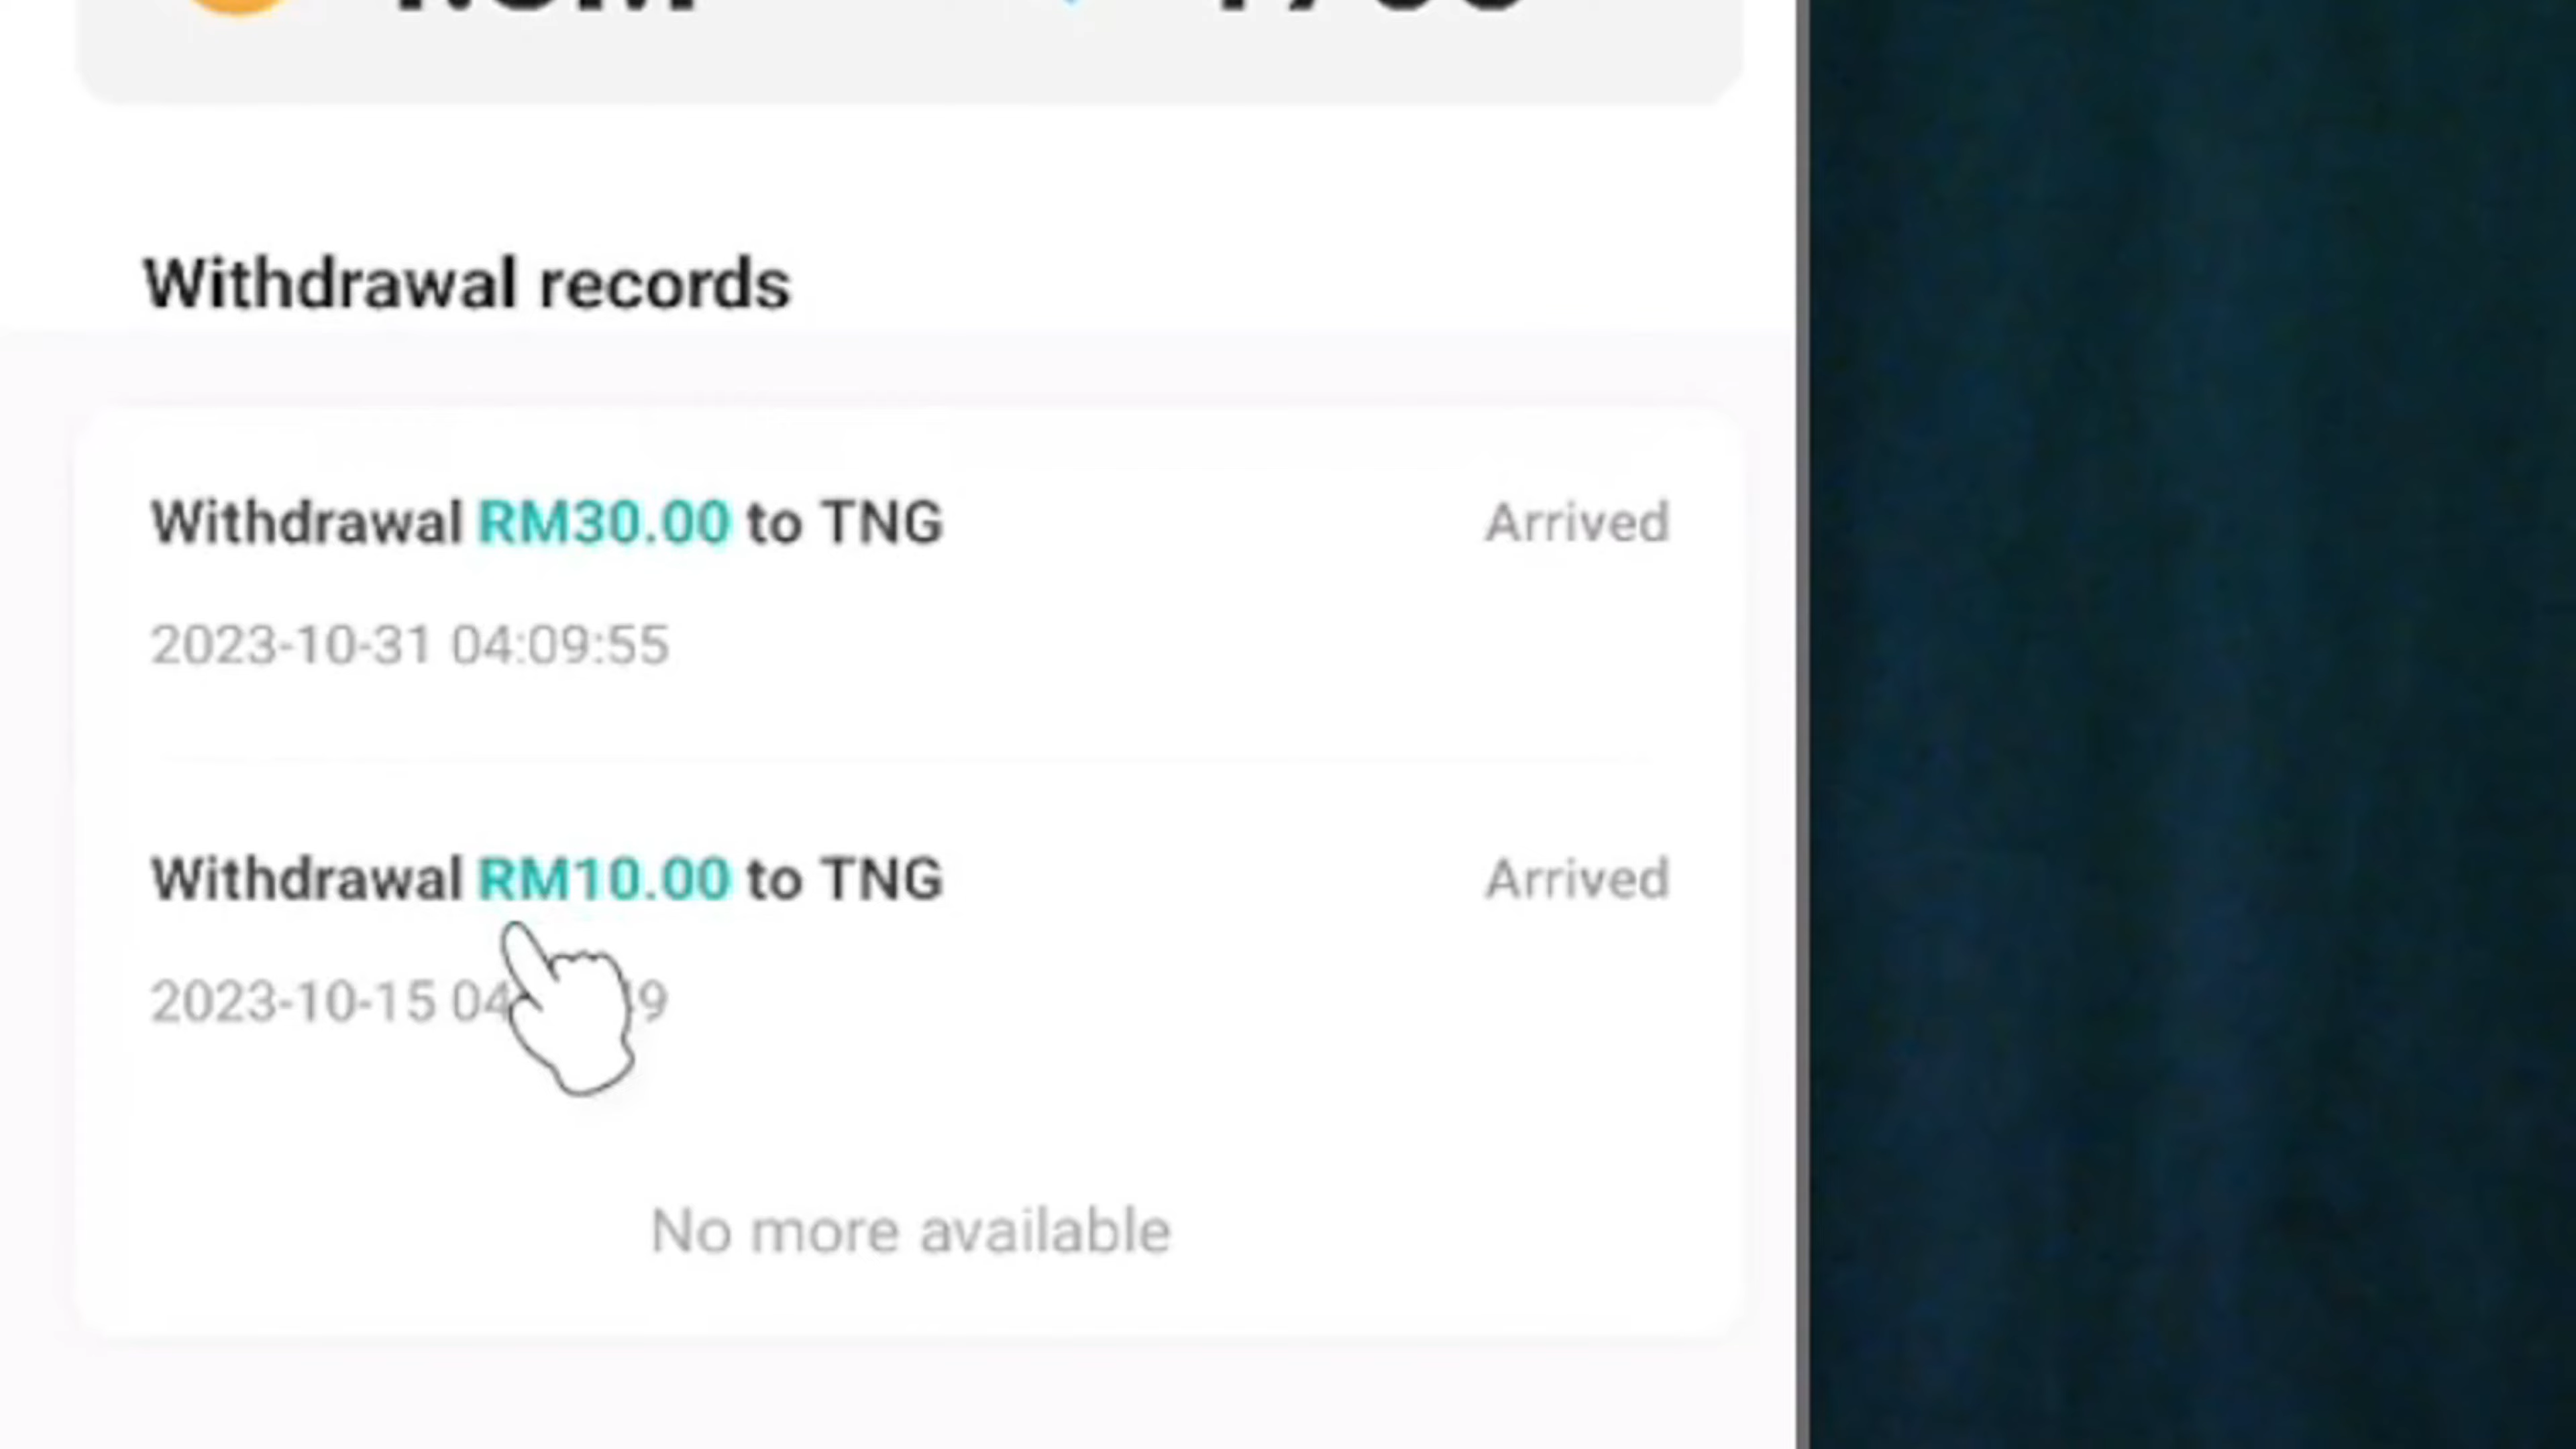 Withdrawal records
Withdrawal RM30.00 to TNG
Arrived
2023-10-31 04:09:55
Withdrawal RM10.00 to TNG
Arrived
2023-10-15
No more available